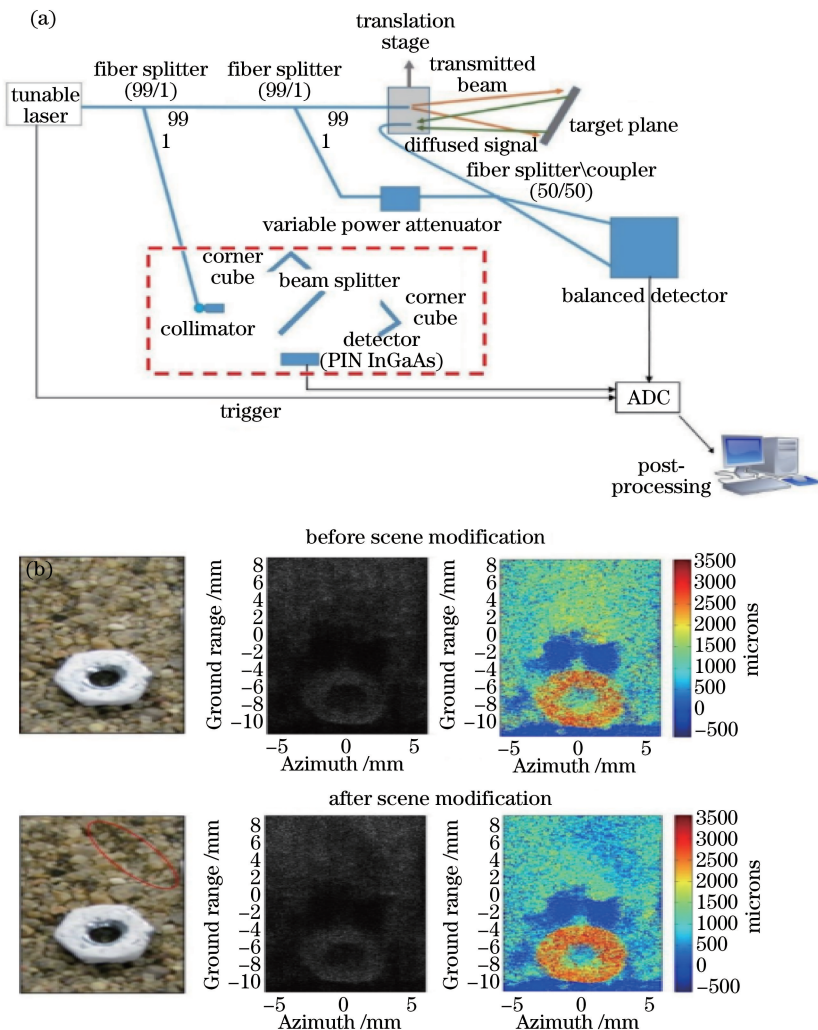 (a)
translation
stage
fiber splitter
(99/1)
fiber splitter
(99/1)
transmitted
beam
tunable
laser
99
1
99
1
target plane
diffused signal
fiber splitter\coupler
(50/50)
variable power attenuator
corner
cube
beam splitter
corner
cube
balanced detector
collimator
detector
(PIN InGaAs)
trigger
ADC
post-
processing
before scene modification
(b)
Ground range /mm
8
6
4
2
0
−2
−4
−6
−8
−10
−5
0
5
Azimuth /mm
Ground range /mm
8
6
4
2
0
−2
−4
−6
−8
−10
−5
0
5
Azimuth /mm
3500
3000
2500
2000
1500
1000
500
0
−500
microns
after scene modification
Ground range /mm
8
6
4
2
0
−2
−4
−6
−8
−10
−5
0
5
Azimuth /mm
Ground range /mm
8
6
4
2
0
−2
−4
−6
−8
−10
−5
0
5
Azimuth /mm
3500
3000
2500
2000
1500
1000
500
0
−500
microns